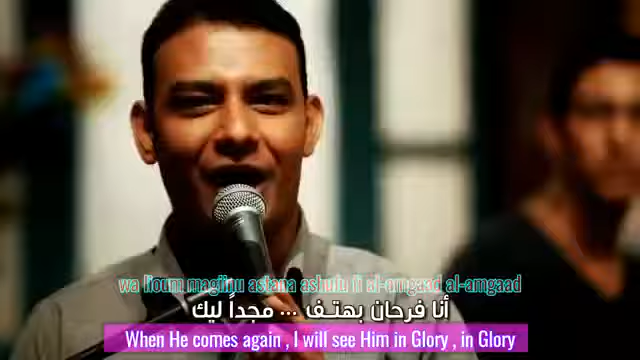 wa lioum magiinu astana ashufu fi al-amgaad al-amgaad
أنا فرحان بهتف ... مجداً ليك
When He comes again , I will see Him in Glory , in Glory